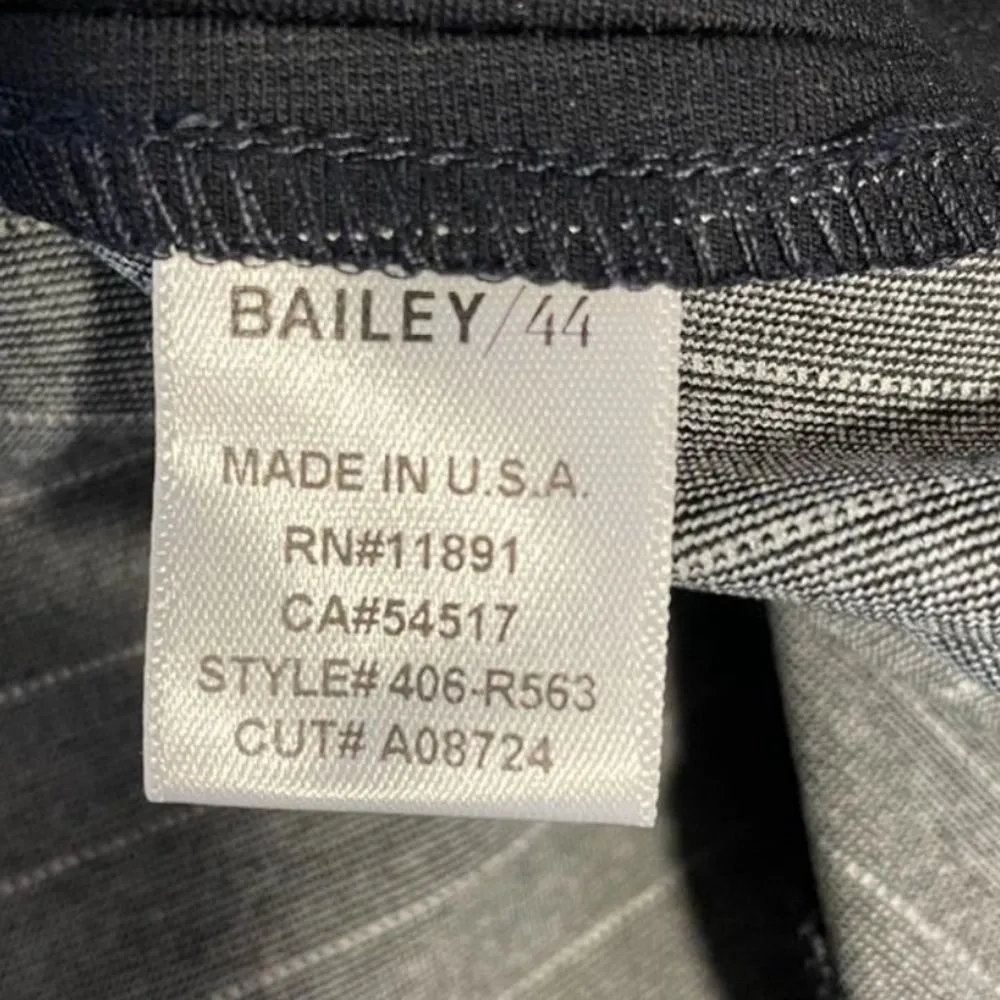 BAILEY/44
MADE IN U.S.A.
RN#11891
CA#54517
STYLE# 406-R563
CUT# A08724